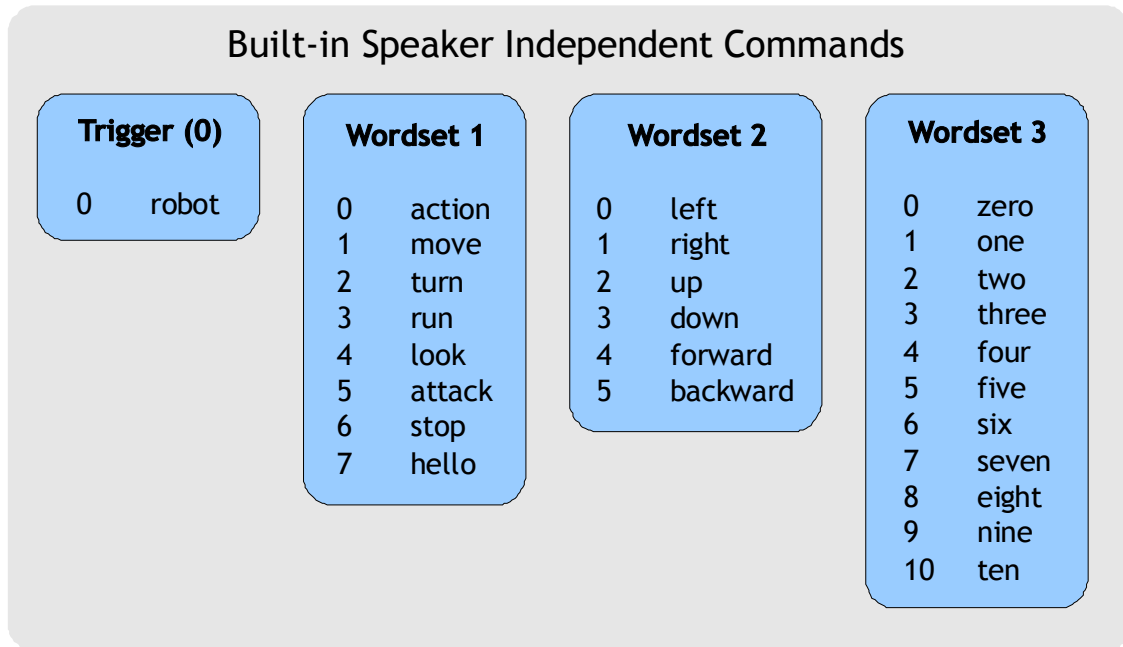 Built-in Speaker Independent Commands
Trigger (0)
0 robot
Wordset 1
0 action
1 move
2 turn
3 run
4 look
5 attack
6 stop
7 hello
Wordset 2
0 left
1 right
2 up
3 down
4 forward
5 backward
Wordset 3
0 zero
1 one
2 two
3 three
4 four
5 five
6 six
7 seven
8 eight
9 nine
10 ten